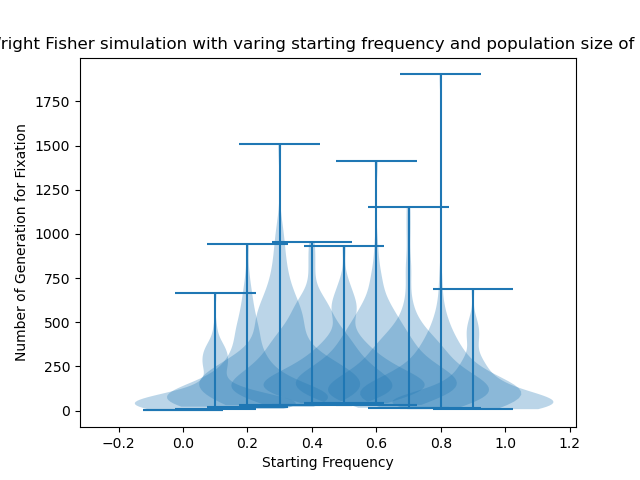 right Fisher simulation with varing starting frequency and population size of
Number of Generation for Fixation
1750
1500
1250
1000
750
500
250
0
−0.2 0.0 0.2 0.4 0.6 0.8 1.0 1.2
Starting Frequency